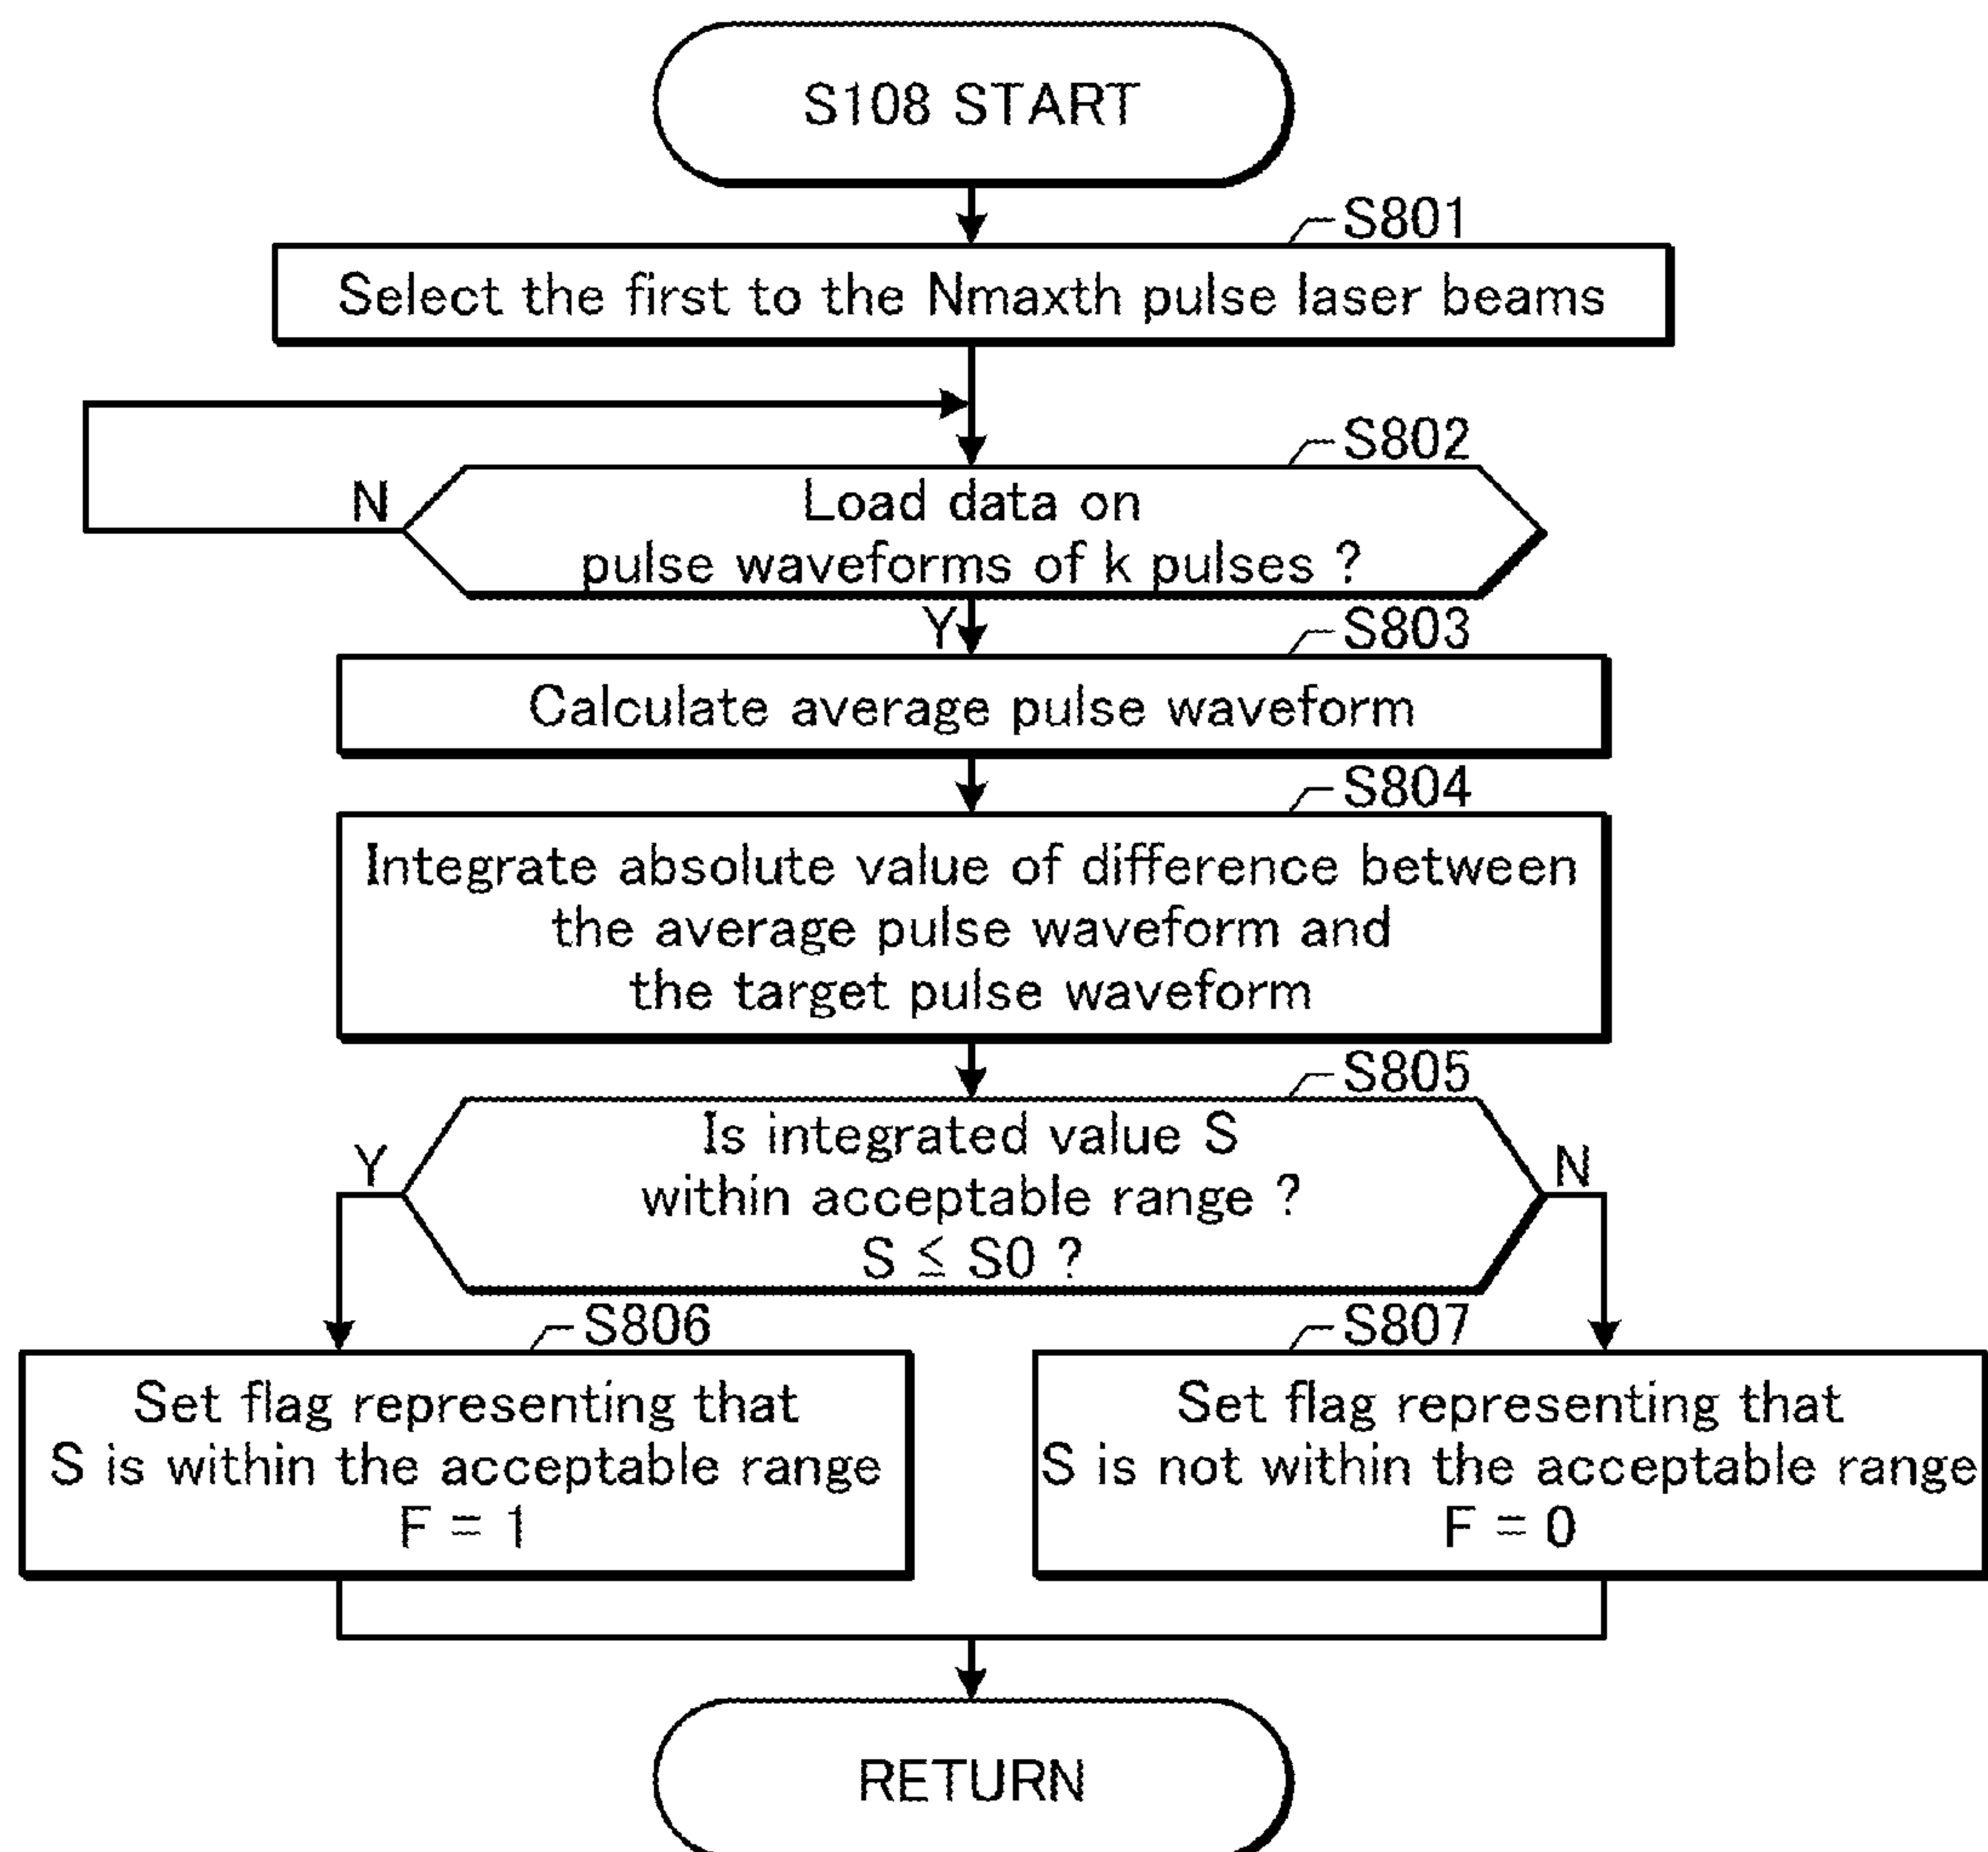 S108 START
S801
Select the first to the Nmaxth pulse laser beams
S802
N
Load data on
pulse waveforms of k pulses ?
Y
S803
Calculate average pulse waveform
S804
Integrate absolute value of difference between
the average pulse waveform and
the target pulse waveform
S805
Is integrated value S
Y
N
within acceptable range ?
S ≤ S0 ?
S806
S807
Set flag representing that
S is within the acceptable range
F = 1
Set flag representing that
S is not within the acceptable range
F = 0
RETURN